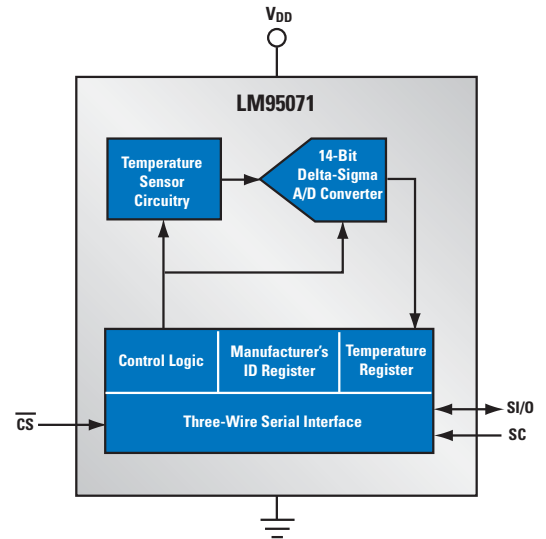 VDD
LM95071
Temperature
Sensor
Circuitry
14-Bit
Delta-Sigma
A/D Converter
Control Logic
Manufacturer's
ID Register
Temperature
Register
Three-Wire Serial Interface
C̅S̅
SI/O
SC